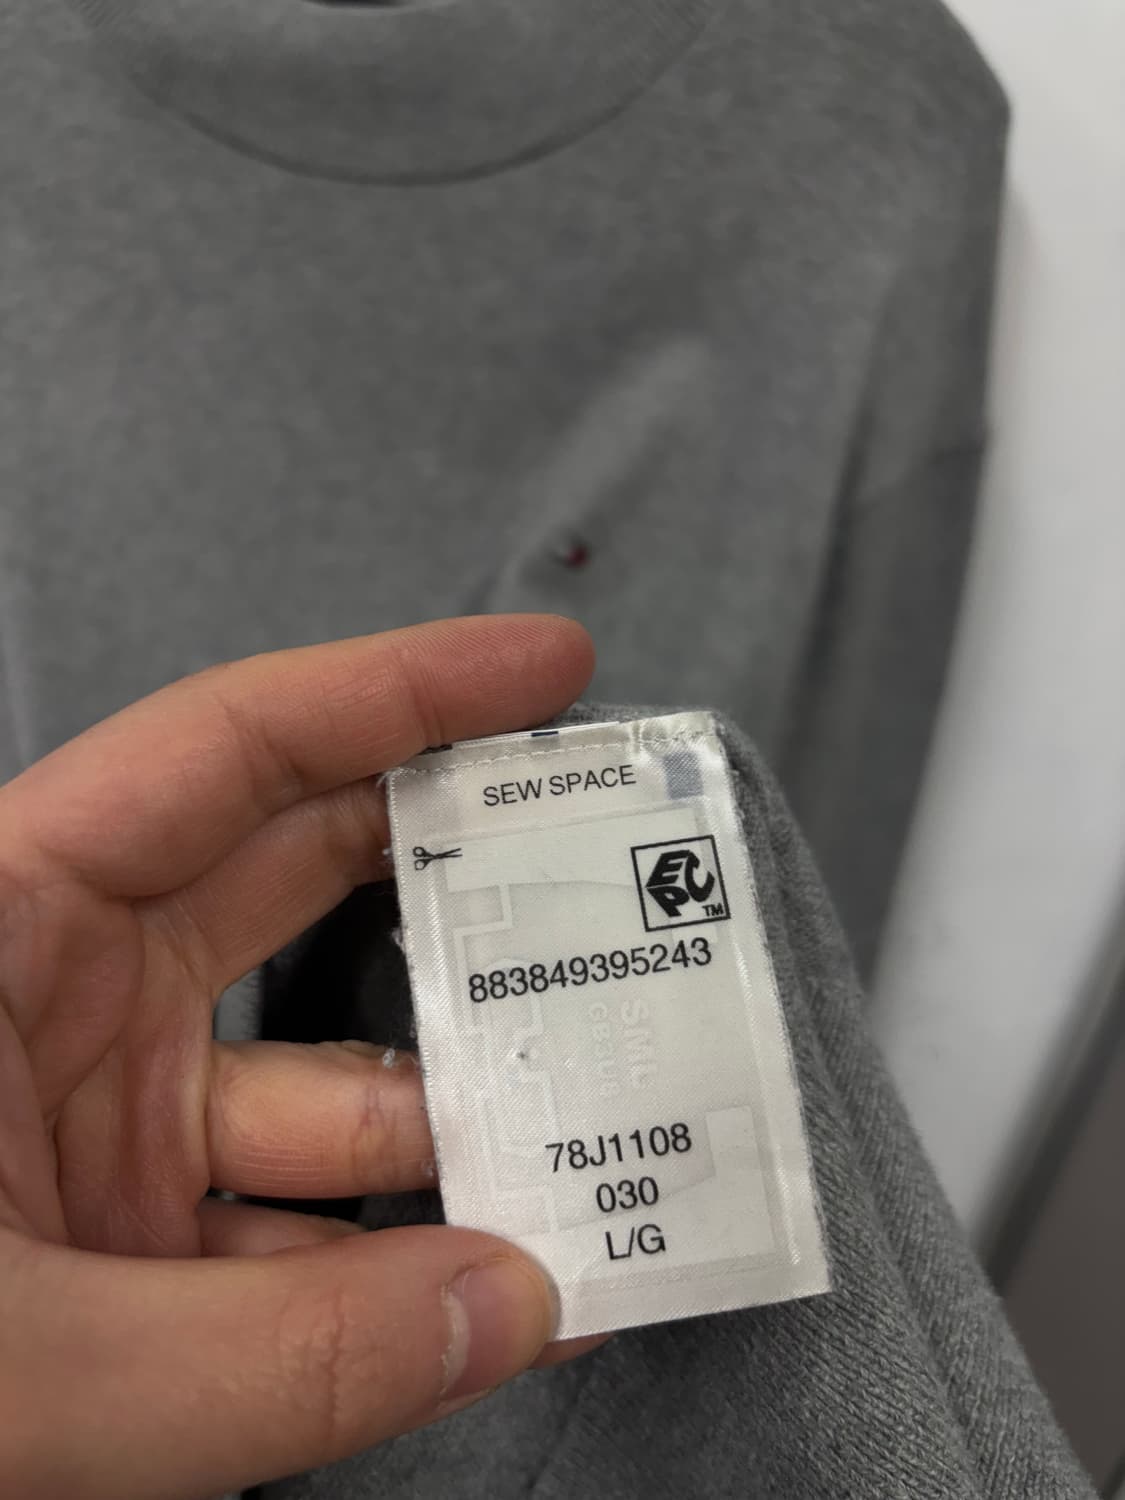 SEW SPACE
EPC
TM
883849395243
78J1108
030
L/G